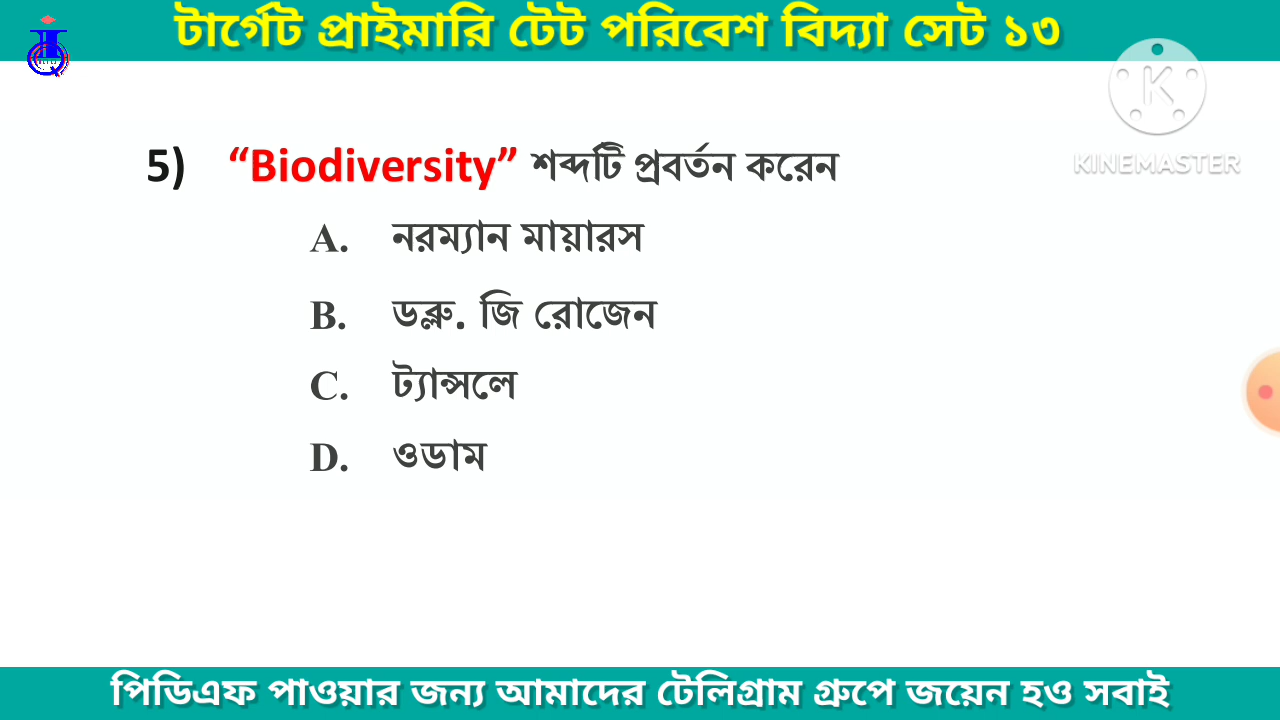 টার্গেট প্রাইমারি টেট পরিবেশ বিদ্যা সেট ১৩
K
KINEMASTER
5) “Biodiversity” শব্দটি প্রবর্তন করেন
A. নরম্যান মায়ারস
B. ডব্লু. জি রোজেন
C. ট্যান্সলে
D. ওডাম
পিডিএফ পাওয়ার জন্য আমাদের টেলিগ্রাম গ্রুপে জয়েন হও সবাই